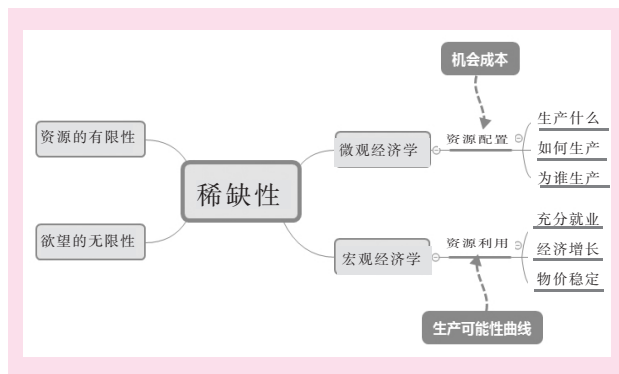 机会成本
资源的有限性
欲望的无限性
稀缺性
微观经济学
资源配置
生产什么
如何生产
为谁生产
宏观经济学
资源利用
充分就业
经济增长
物价稳定
生产可能性曲线